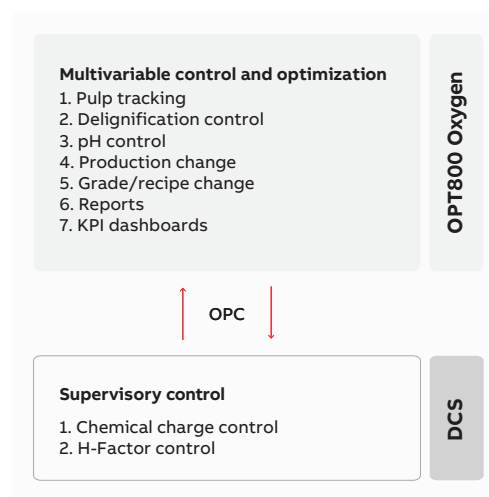 Multivariable control and optimization
1. Pulp tracking
2. Delignification control
3. pH control
4. Production change
5. Grade/recipe change
6. Reports
7. KPI dashboards
OPT800 Oxygen
OPC
Supervisory control
1. Chemical charge control
2. H-Factor control
DCS